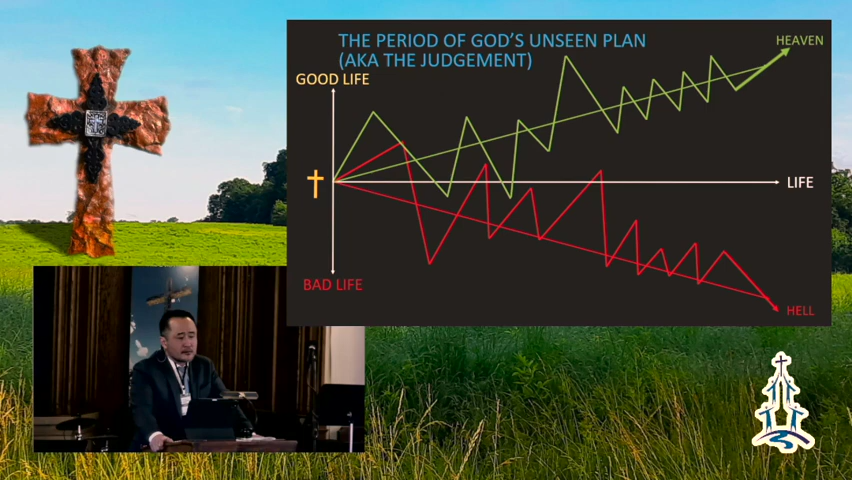 THE PERIOD OF GOD'S UNSEEN PLAN
(AKA THE JUDGEMENT)
HEAVEN
GOOD LIFE
LIFE
BAD LIFE
HELL